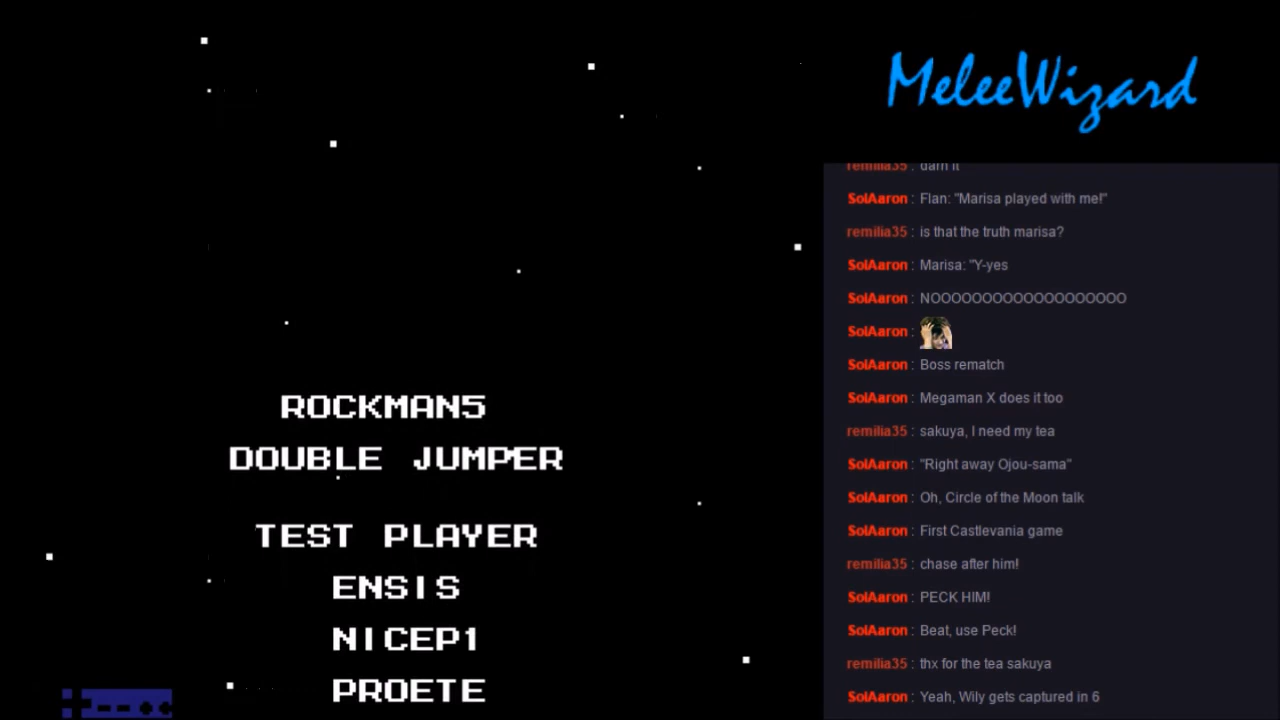 MeleeWizard
remilia35 : darn it
SolAaron : Flan: "Marisa played with me!"
remilia35 : is that the truth marisa?
SolAaron : Marisa: "Y-yes
SolAaron : NOOOOOOOOOOOOOOOOOOO
SolAaron :
SolAaron : Boss rematch
SolAaron : Megaman X does it too
remilia35 : sakuya, I need my tea
SolAaron : "Right away Ojou-sama"
SolAaron : Oh, Circle of the Moon talk
SolAaron : First Castlevania game
remilia35 : chase after him!
SolAaron : PECK HIM!
SolAaron : Beat, use Peck!
remilia35 : thx for the tea sakuya
SolAaron : Yeah, Wily gets captured in 6
ROCKMAN5
DOUBLE JUMPER
TEST PLAYER
ENSIS
NICEP1
PROETE